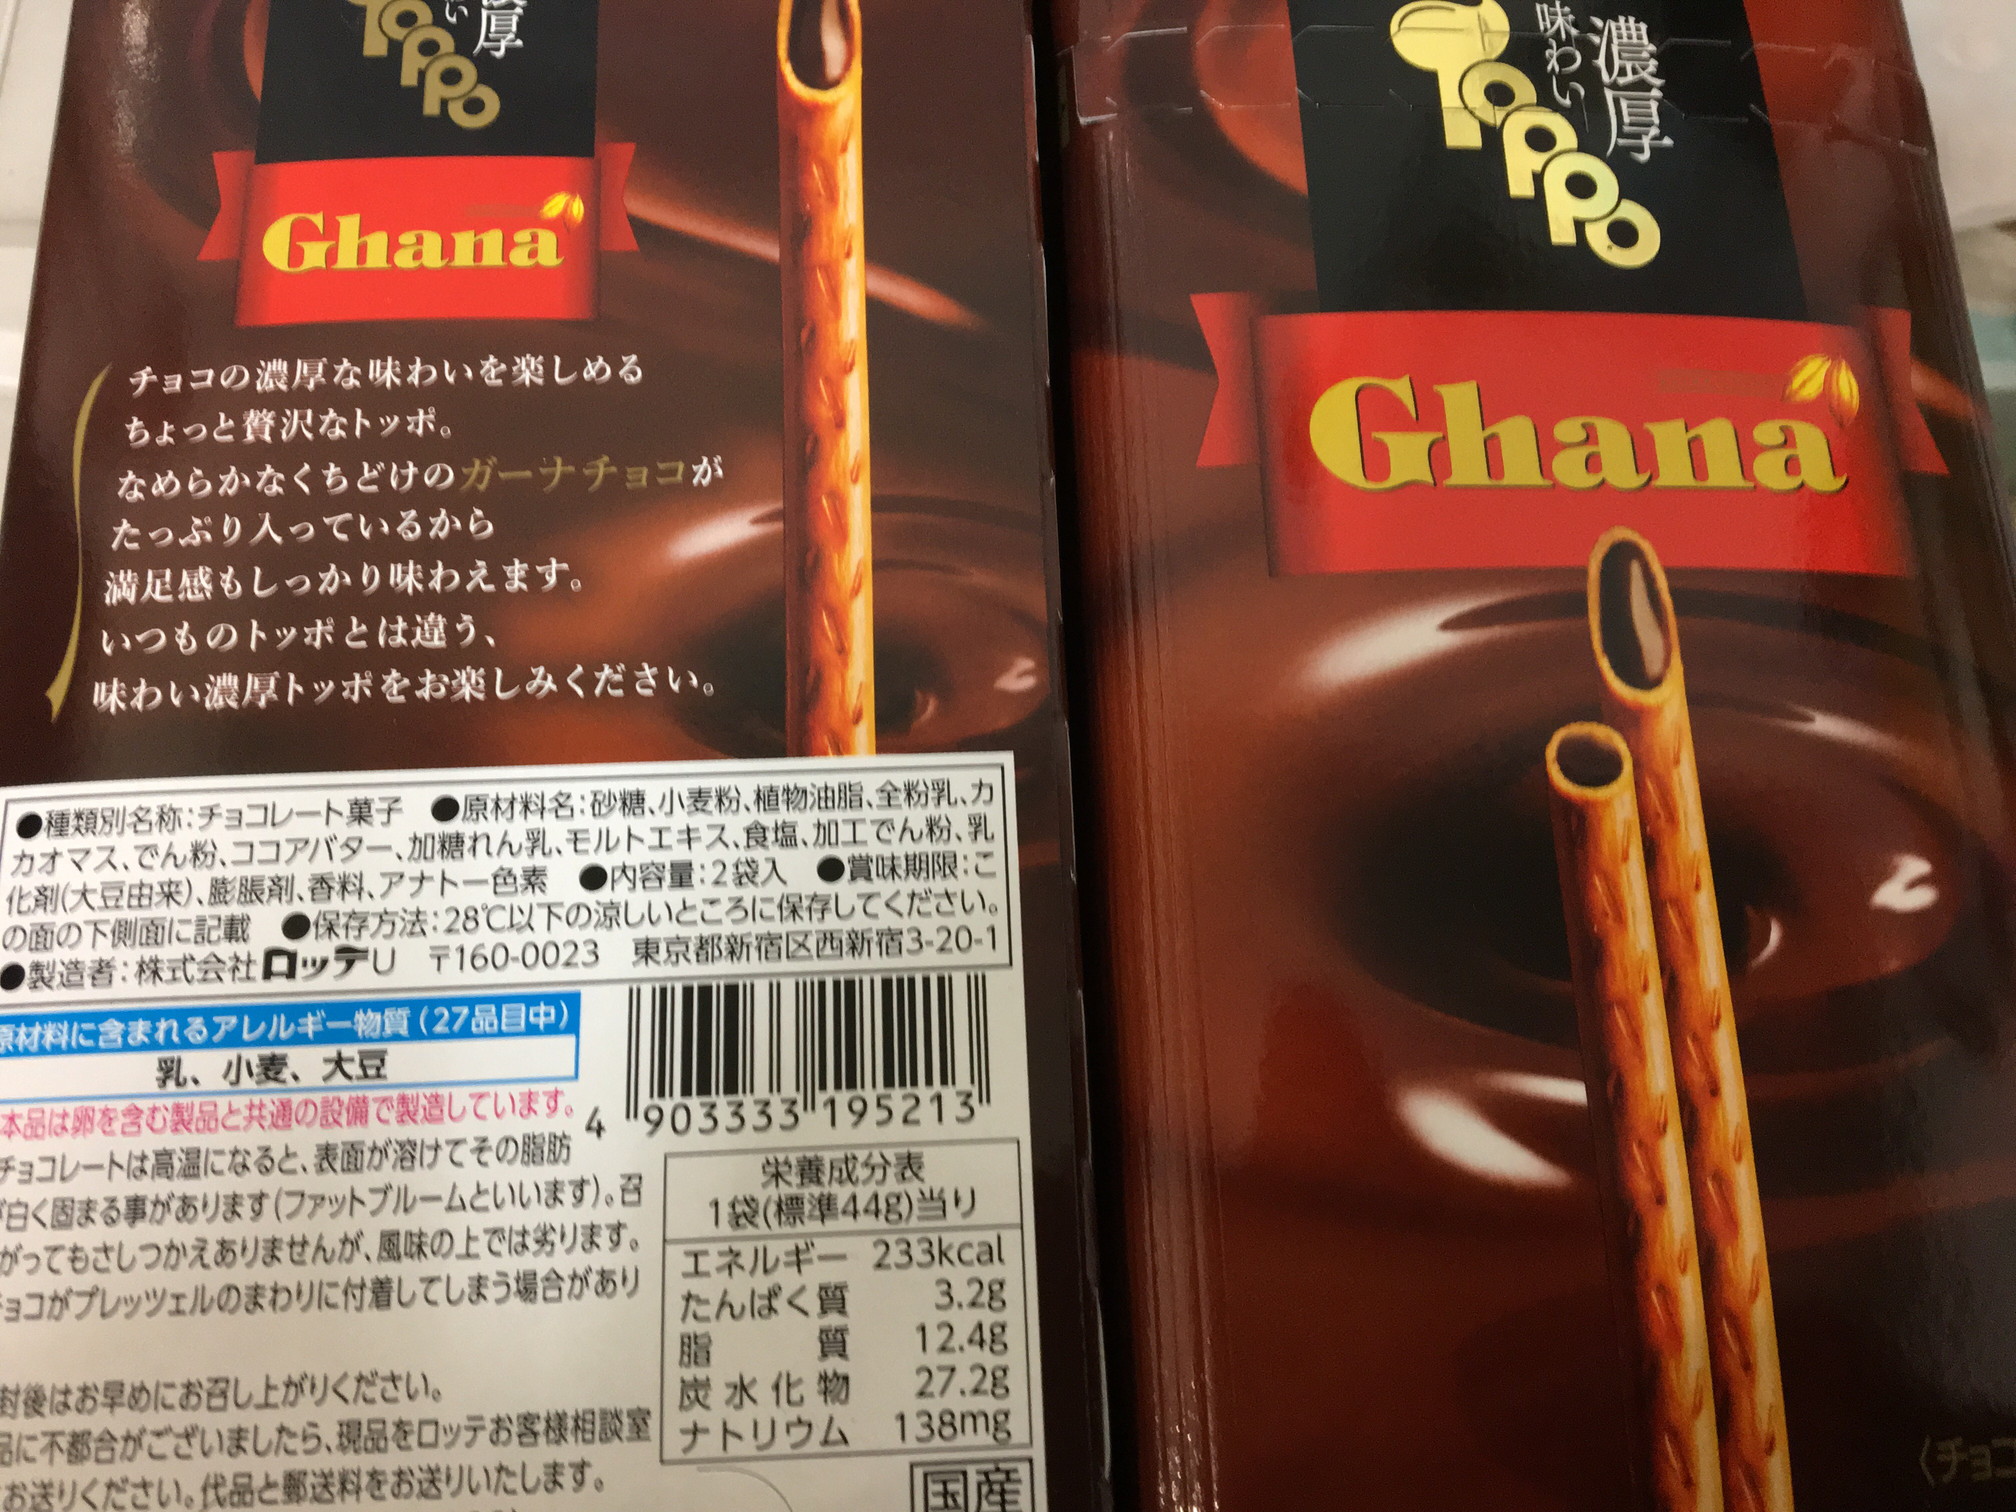 濃厚
味わい
Toppo
Ghana
チョコの濃厚な味わいを楽しめる
ちょっと贅沢なトッポ。
なめらかなくちどけのガーナチョコが
たっぷり入っているから
満足感もしっかり味わえます。
いつものトッポとは違う、
味わい濃厚トッポをお楽しみください。
●種類別名称:チョコレート菓子 ●原材料名:砂糖、小麦粉、植物油脂、全粉乳、カ
カオマス、でん粉、ココアバター、加糖れん乳、モルトエキス、食塩、加工でん粉、乳
化剤(大豆由来)、膨脹剤、香料、アナトー色素 ●内容量:2袋入 ●賞味期限:こ
の面の下側面に記載 ●保存方法:28℃以下の涼しいところに保存してください。
●製造者:株式会社ロッテU 〒160-0023 東京都新宿区西新宿3-20-1
原材料に含まれるアレルギー物質(27品目中)
乳、小麦、大豆
本品は卵を含む製品と共通の設備で製造しています。
チョコレートは高温になると、表面が溶けてその脂肪
が白く固まる事があります(ファットブルームといいます)。召
がってもさしつかえありませんが、風味の上では劣ります。
チョコがプレッツェルのまわりに付着してしまう場合があり
封後はお早めにお召し上がりください。
品に不都合がございましたら、現品をロッテお客様相談室
お送りください。代品と郵送料をお送りいたします。
4 903333 195213
栄養成分表
1袋(標準44g)当り
エネルギー 233kcal
たんぱく質 3.2g
脂質 12.4g
炭水化物 27.2g
ナトリウム 138mg
国産
濃厚
味わい
Toppo
Ghana
〈チョコ